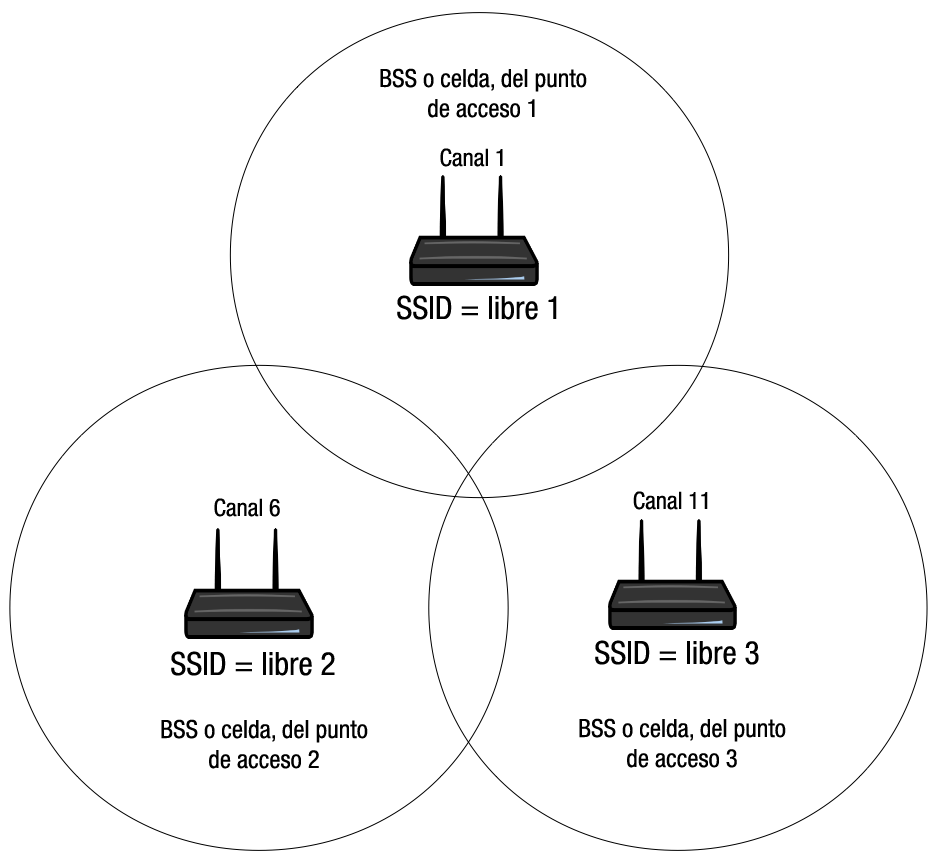 BSS o celda, del punto
de acceso 1
Canal 1
SSID = libre 1
Canal 6
SSID = libre 2
BSS o celda, del punto
de acceso 2
Canal 11
SSID = libre 3
BSS o celda, del punto
de acceso 3